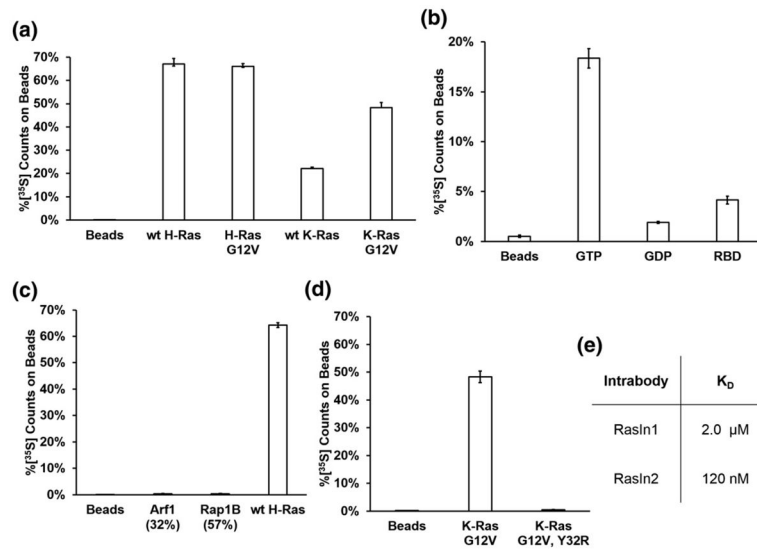 (a)
%[³⁵S] Counts on Beads
70%
60%
50%
40%
30%
20%
10%
0%
Beads
wt H-Ras
H-Ras
G12V
wt K-Ras
K-Ras
G12V
(b)
%[³⁵S] Counts on Beads
20%
15%
10%
5%
0%
Beads
GTP
GDP
RBD
(c)
%[³⁵S] Counts on Beads
70%
60%
50%
40%
30%
20%
10%
0%
Beads
Arf1
(32%)
Rap1B
(57%)
wt H-Ras
(d)
%[³⁵S] Counts on Beads
70%
60%
50%
40%
30%
20%
10%
0%
Beads
K-Ras
G12V
K-Ras
G12V, Y32R
(e)
Intrabody K_D
RasIn1 2.0 µM
RasIn2 120 nM